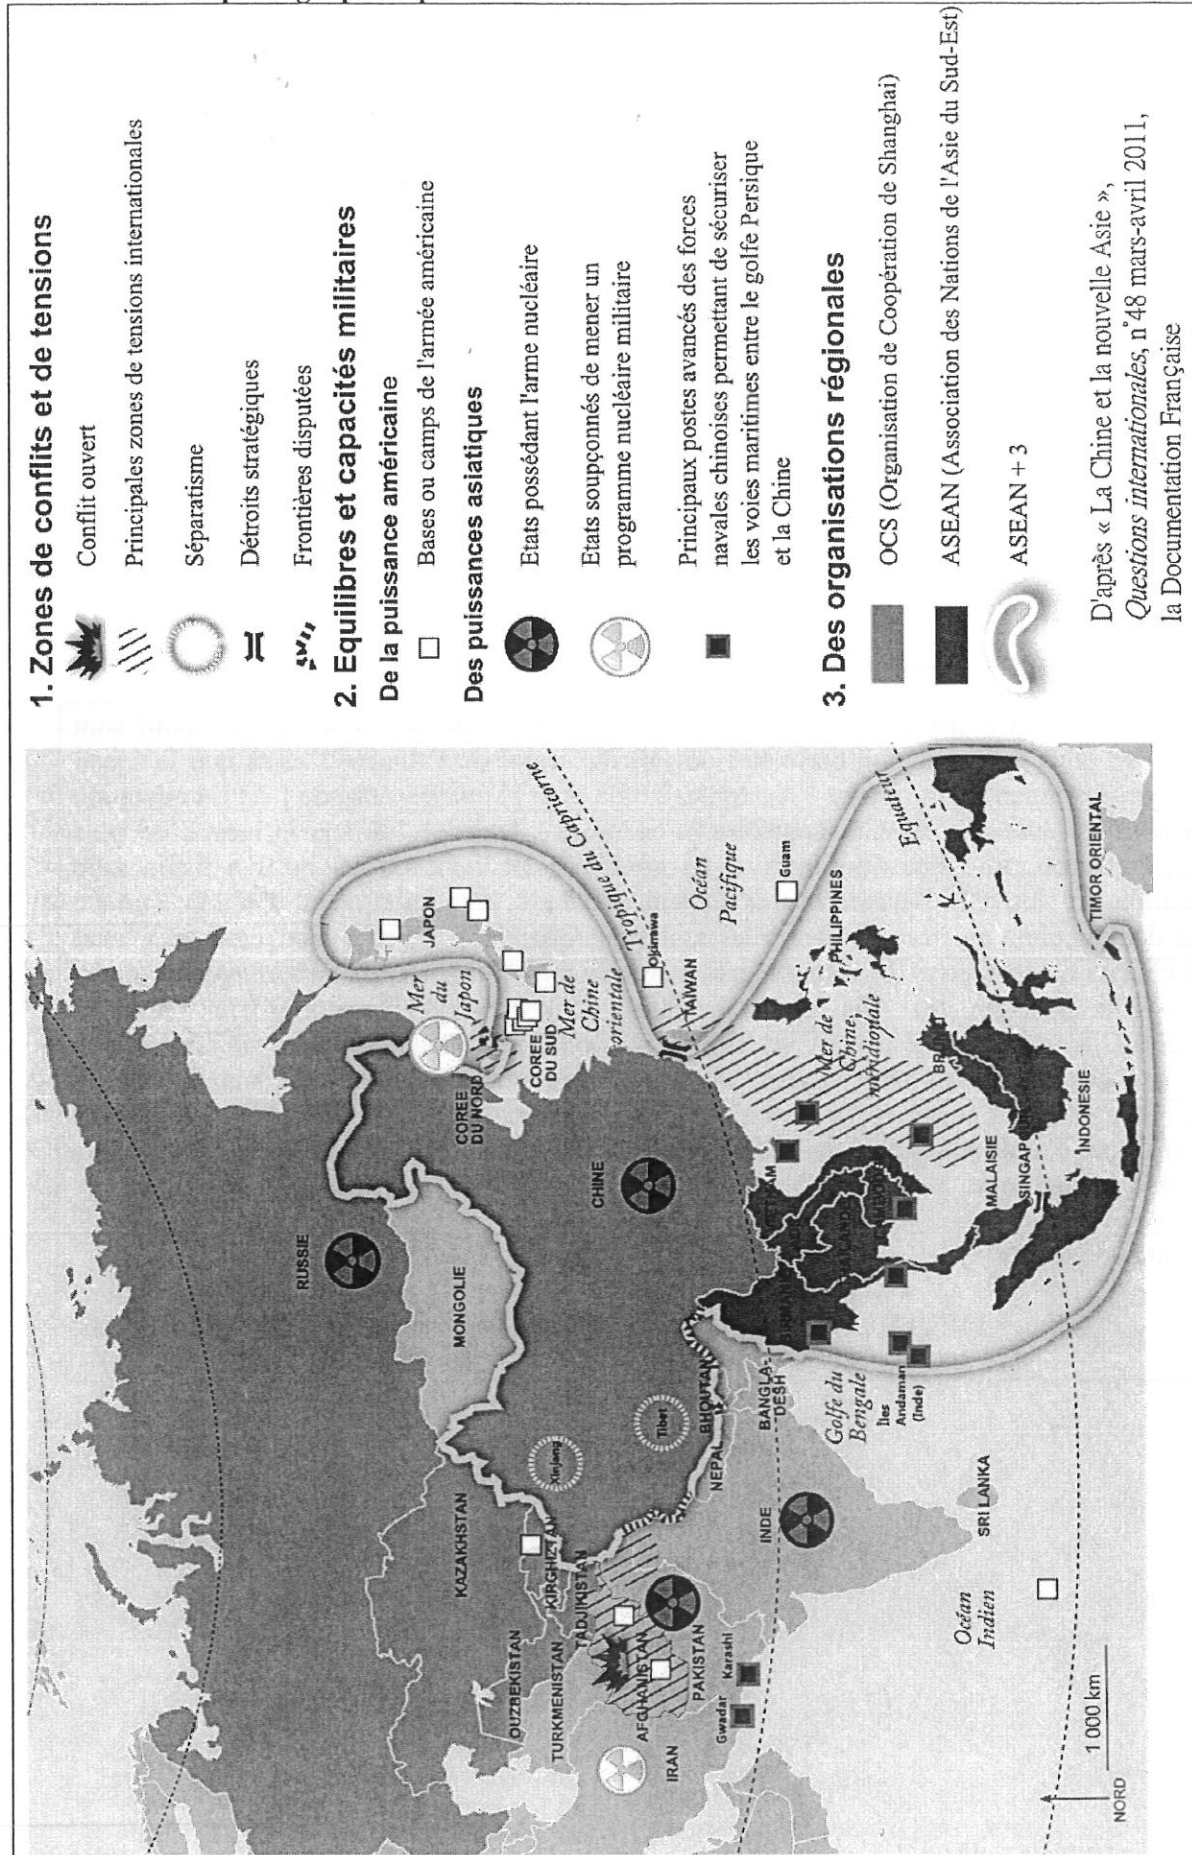 1. Zones de conflits et de tensions
Conflit ouvert
Principales zones de tensions internationales
Séparatisme
Détroits stratégiques
Frontières disputées
2. Equilibres et capacités militaires
De la puissance américaine
Bases ou camps de l'armée américaine
Des puissances asiatiques
Etats possédant l'arme nucléaire
Etats soupçonnés de mener un
programme nucléaire militaire
Principaux postes avancés des forces
navales chinoises permettant de sécuriser
les voies maritimes entre le golfe Persique
et la Chine
3. Des organisations régionales
OCS (Organisation de Coopération de Shanghai)
ASEAN (Association des Nations de l'Asie du Sud-Est)
ASEAN + 3
D'après « La Chine et la nouvelle Asie »,
Questions internationales, n°48 mars-avril 2011,
la Documentation Française
RUSSIE
MONGOLIE
KAZAKHSTAN
OUZBEKISTAN
TURKMENISTAN
KIRGHIZTAN
TADJIKISTAN
AFGHANISTAN
IRAN
PAKISTAN
Gwadar
Karashi
Xinjiang
Tibet
CHINE
NEPAL
BHOUTAN
BANGLA-
DESH
INDE
SRI LANKA
Golfe du
Bengale
Îles
Andaman
(Inde)
Océan
Indien
COREE
DU NORD
COREE
DU SUD
JAPON
Mer
du
Japon
Mer de
Chine
orientale
Okinawa
TAÏWAN
Tropique du Capricorne
Océan
Pacifique
Guam
PHILIPPINES
Mer de
Chine
méridionale
MALAISIE
INDONESIE
TIMOR ORIENTAL
Equateur
1 000 km
NORD